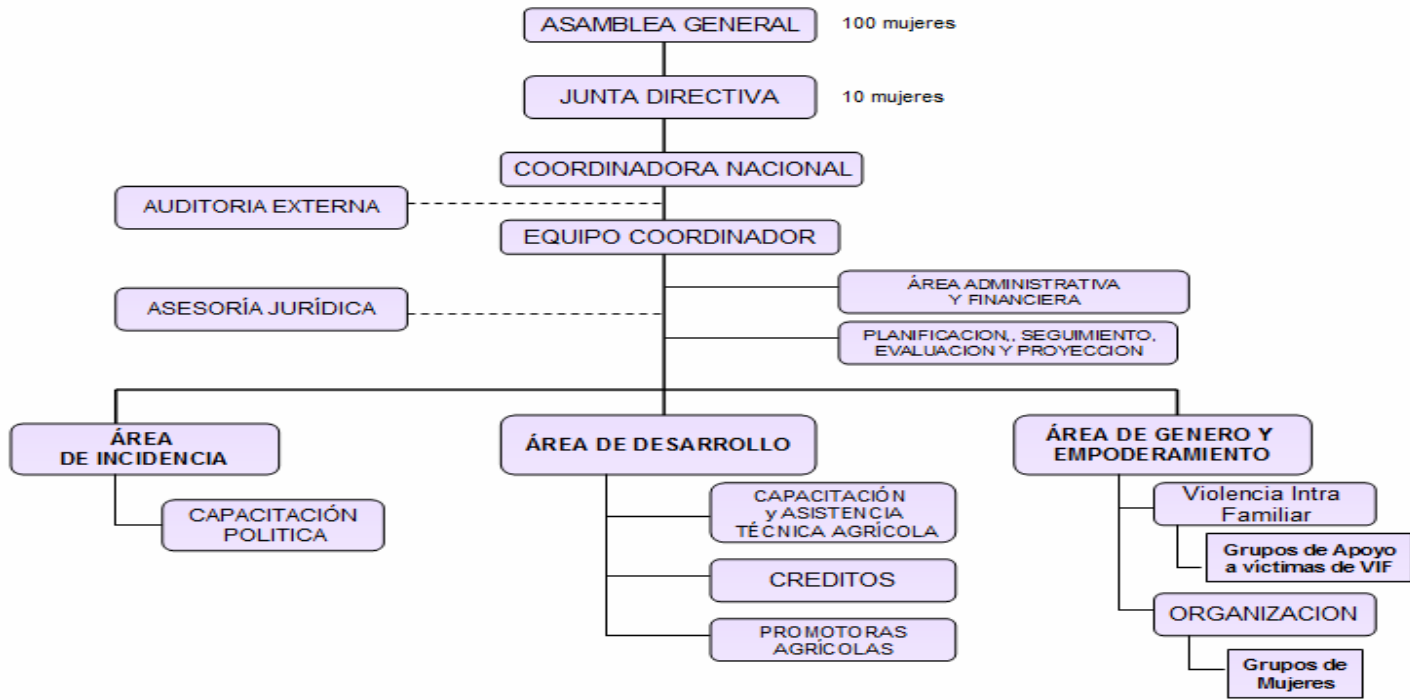 ASAMBLEA GENERAL
100 mujeres
JUNTA DIRECTIVA
10 mujeres
COORDINADORA NACIONAL
AUDITORIA EXTERNA
EQUIPO COORDINADOR
ÁREA ADMINISTRATIVA
Y FINANCIERA
ASESORÍA JURÍDICA
PLANIFICACION,, SEGUIMIENTO,
EVALUACION Y PROYECCION
ÁREA
DE INCIDENCIA
CAPACITACIÓN
POLITICA
ÁREA DE DESARROLLO
CAPACITACIÓN
y ASISTENCIA
TÉCNICA AGRÍCOLA
CREDITOS
PROMOTORAS
AGRÍCOLAS
ÁREA DE GENERO Y
EMPODERAMIENTO
Violencia Intra
Familiar
Grupos de Apoyo
a víctimas de VIF
ORGANIZACION
Grupos de
Mujeres